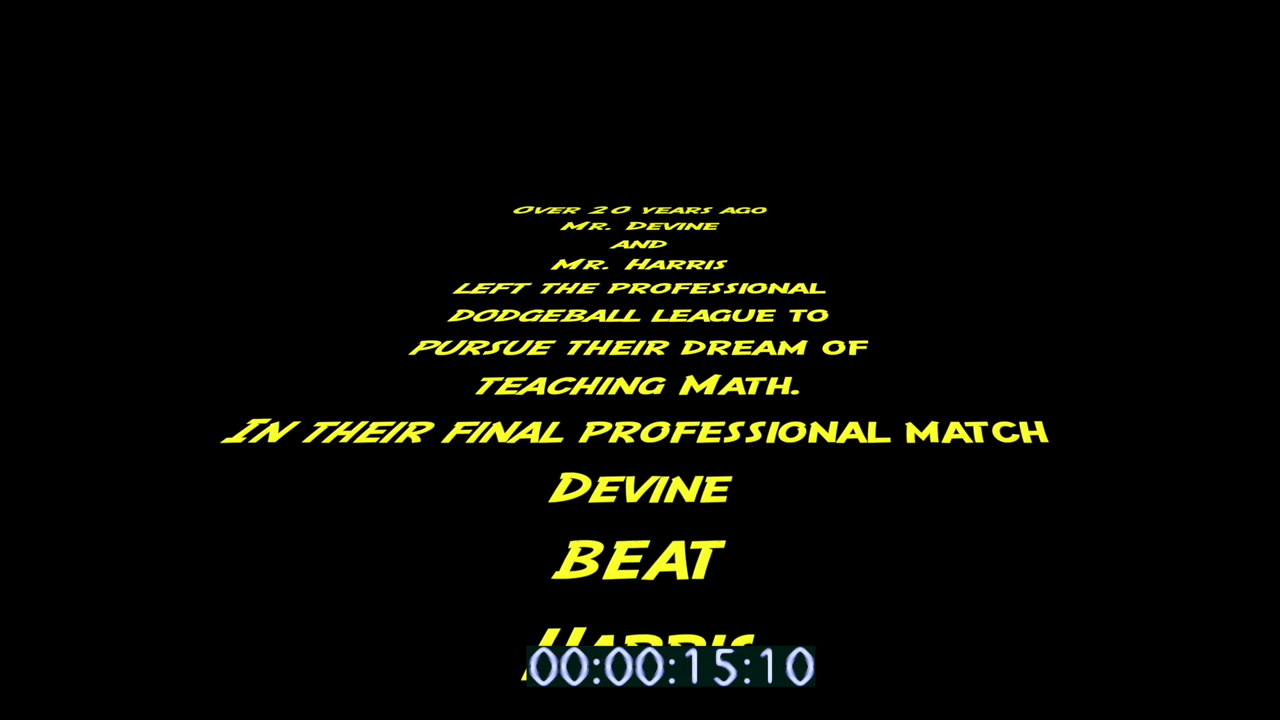 Over 20 years ago
Mr. Devine
and
Mr. Harris
left the professional
dodgeball league to
pursue their dream of
teaching Math.
In their final professional match
Devine
beat
Harris
00:00:15:10